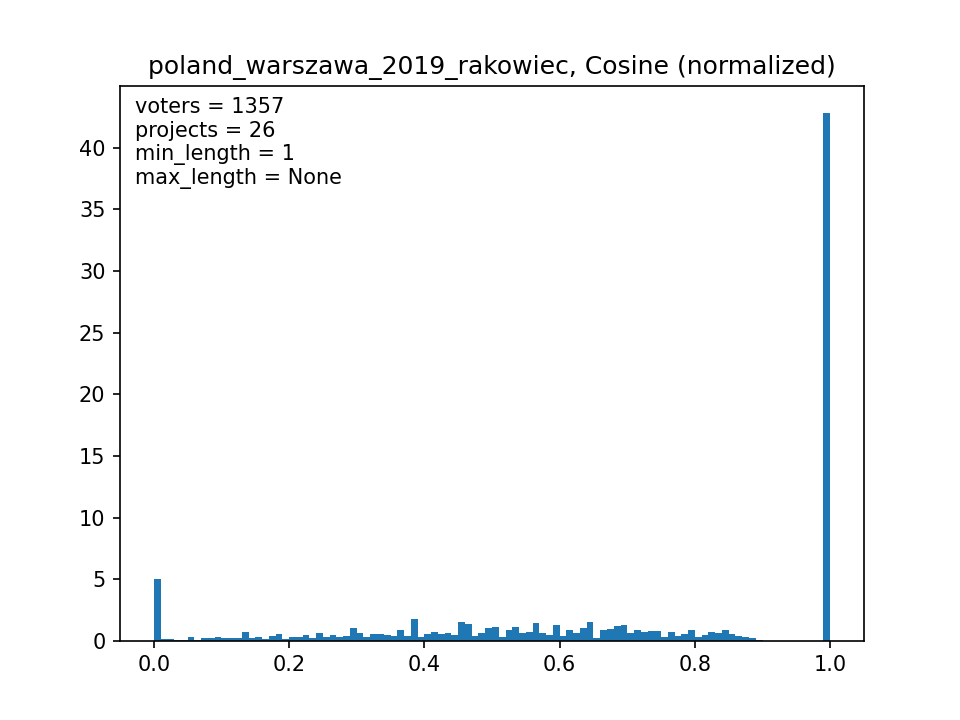 poland_warszawa_2019_rakowiec, Cosine (normalized)
voters = 1357
projects = 26
min_length = 1
max_length = None
40
35
30
25
20
15
10
5
0
0.0 0.2 0.4 0.6 0.8 1.0